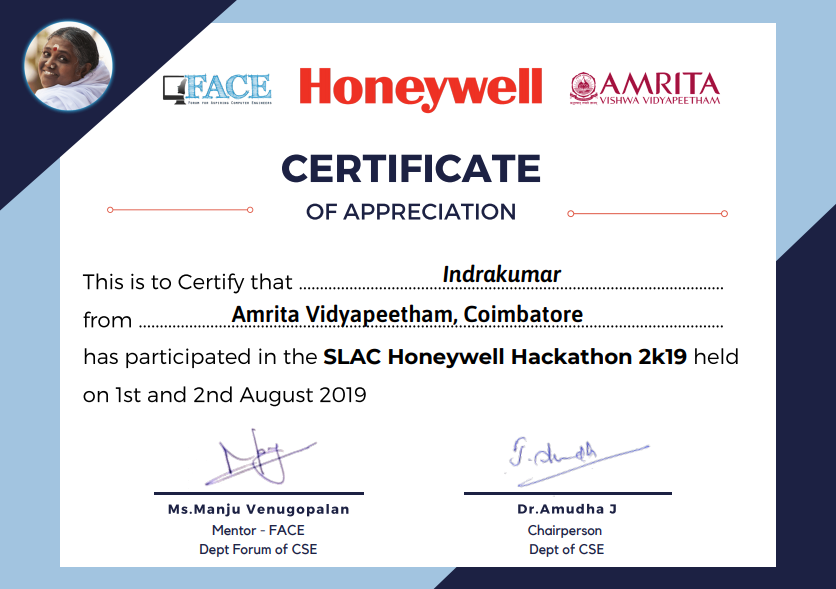 FACE
FORUM FOR ASPIRING COMPUTER ENGINEERS
Honeywell
AMRITA
VISHWA VIDYAPEETHAM
CERTIFICATE
OF APPRECIATION
This is to Certify that ........ Indrakumar ........
from ........ Amrita Vidyapeetham, Coimbatore ........
has participated in the SLAC Honeywell Hackathon 2k19 held
on 1st and 2nd August 2019
Ms.Manju Venugopalan
Mentor - FACE
Dept Forum of CSE
J. Amudh
Dr.Amudha J
Chairperson
Dept of CSE